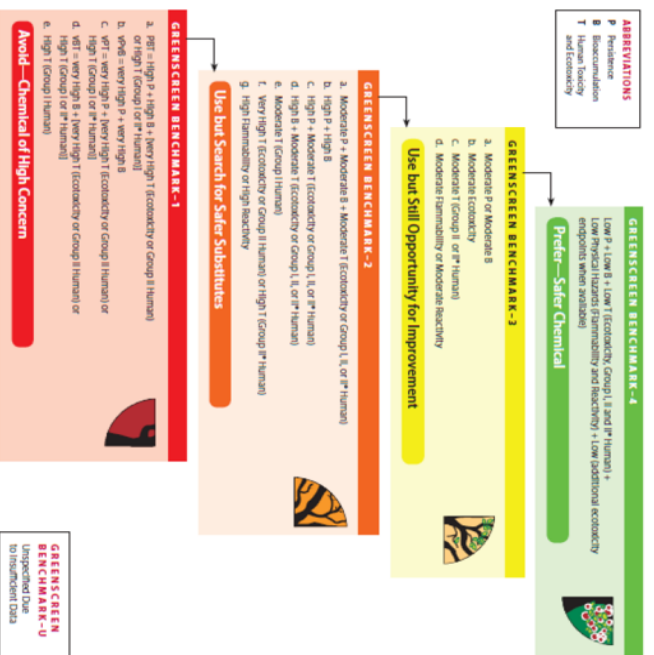 ABBREVIATIONS
P Persistence
B Bioaccumulation
T Human Toxicity
and Ecotoxicity
GREENSCREEN BENCHMARK–4
Low P + Low B + Low T (Ecotoxicity, Group I, II and II* Human) +
Low Physical Hazards (Flammability and Reactivity) + Low (additional ecotoxicity
endpoints when available)
Prefer—Safer Chemical
GREENSCREEN BENCHMARK–3
a. Moderate P or Moderate B
b. Moderate Ecotoxicity
c. Moderate T (Group II or II* Human)
d. Moderate Flammability or Moderate Reactivity
Use but Still Opportunity for Improvement
GREENSCREEN BENCHMARK–2
a. Moderate P + Moderate B + Moderate T (Ecotoxicity or Group I, II, or II* Human)
b. High P + High B
c. High P + Moderate T (Ecotoxicity or Group I, II, or II* Human)
d. High B + Moderate T (Ecotoxicity or Group I, II, or II* Human)
e. Moderate T (Group I Human)
f. Very High T (Ecotoxicity or Group II Human) or High T (Group II* Human)
g. High Flammability or High Reactivity
Use but Search for Safer Substitutes
GREENSCREEN BENCHMARK–1
a. PBT = High P + High B + [very High T (Ecotoxicity or Group II Human)
or High T (Group I or II* Human)]
b. vPvB = very High P + very High B
c. vPT = very High P + [very High T (Ecotoxicity or Group II Human) or
High T (Group I or II* Human)]
d. vBT = very High B + [very High T (Ecotoxicity or Group II Human) or
High T (Group I or II* Human)]
e. High T (Group I Human)
Avoid—Chemical of High Concern
GREENSCREEN
BENCHMARK–U
Unspecified Due
to Insufficient Data